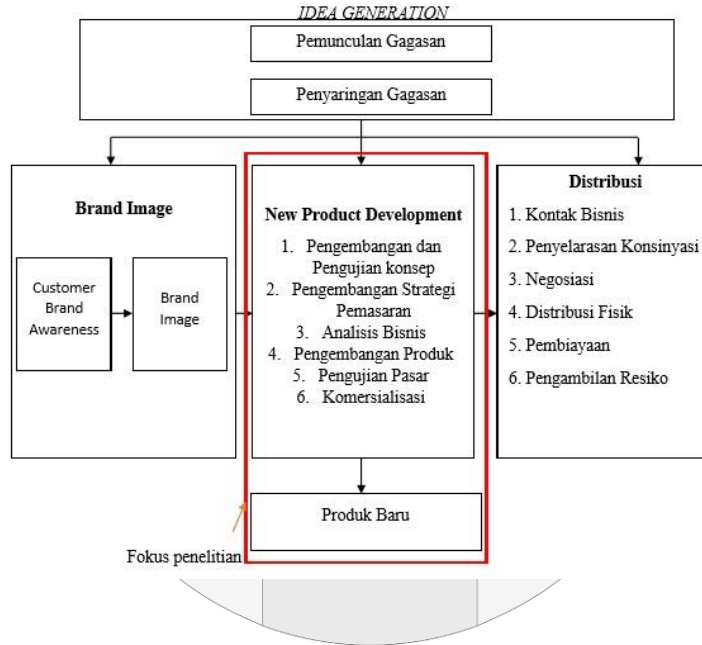 IDEA GENERATION
Pemunculan Gagasan
Penyaringan Gagasan
Brand Image
Customer
Brand
Awareness
Brand
Image
New Product Development
1. Pengembangan dan
Pengujian konsep
2. Pengembangan Strategi
Pemasaran
3. Analisis Bisnis
4. Pengembangan Produk
5. Pengujian Pasar
6. Komersialisasi
Produk Baru
Distribusi
1. Kontak Bisnis
2. Penyelarasan Konsinyasi
3. Negosiasi
4. Distribusi Fisik
5. Pembiayaan
6. Pengambilan Resiko
Fokus penelitian